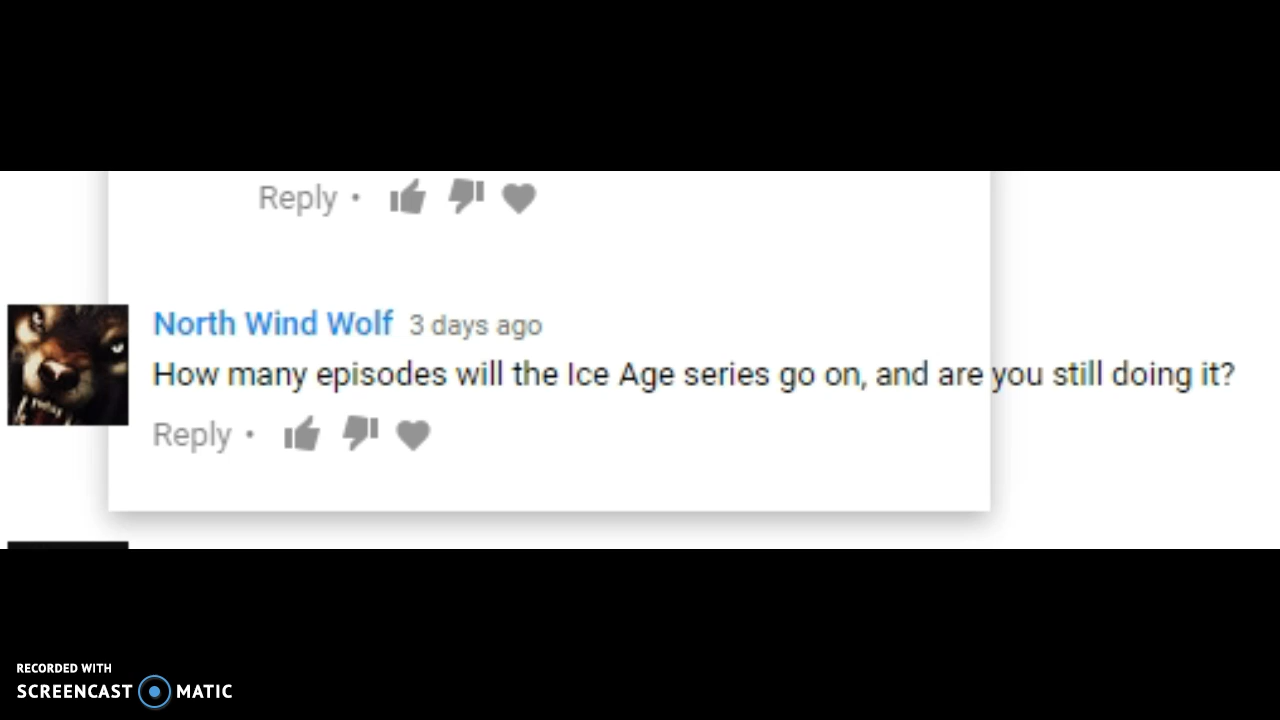 Reply •
North Wind Wolf 3 days ago
How many episodes will the Ice Age series go on, and are you still doing it?
Reply •
RECORDED WITH
SCREENCAST MATIC